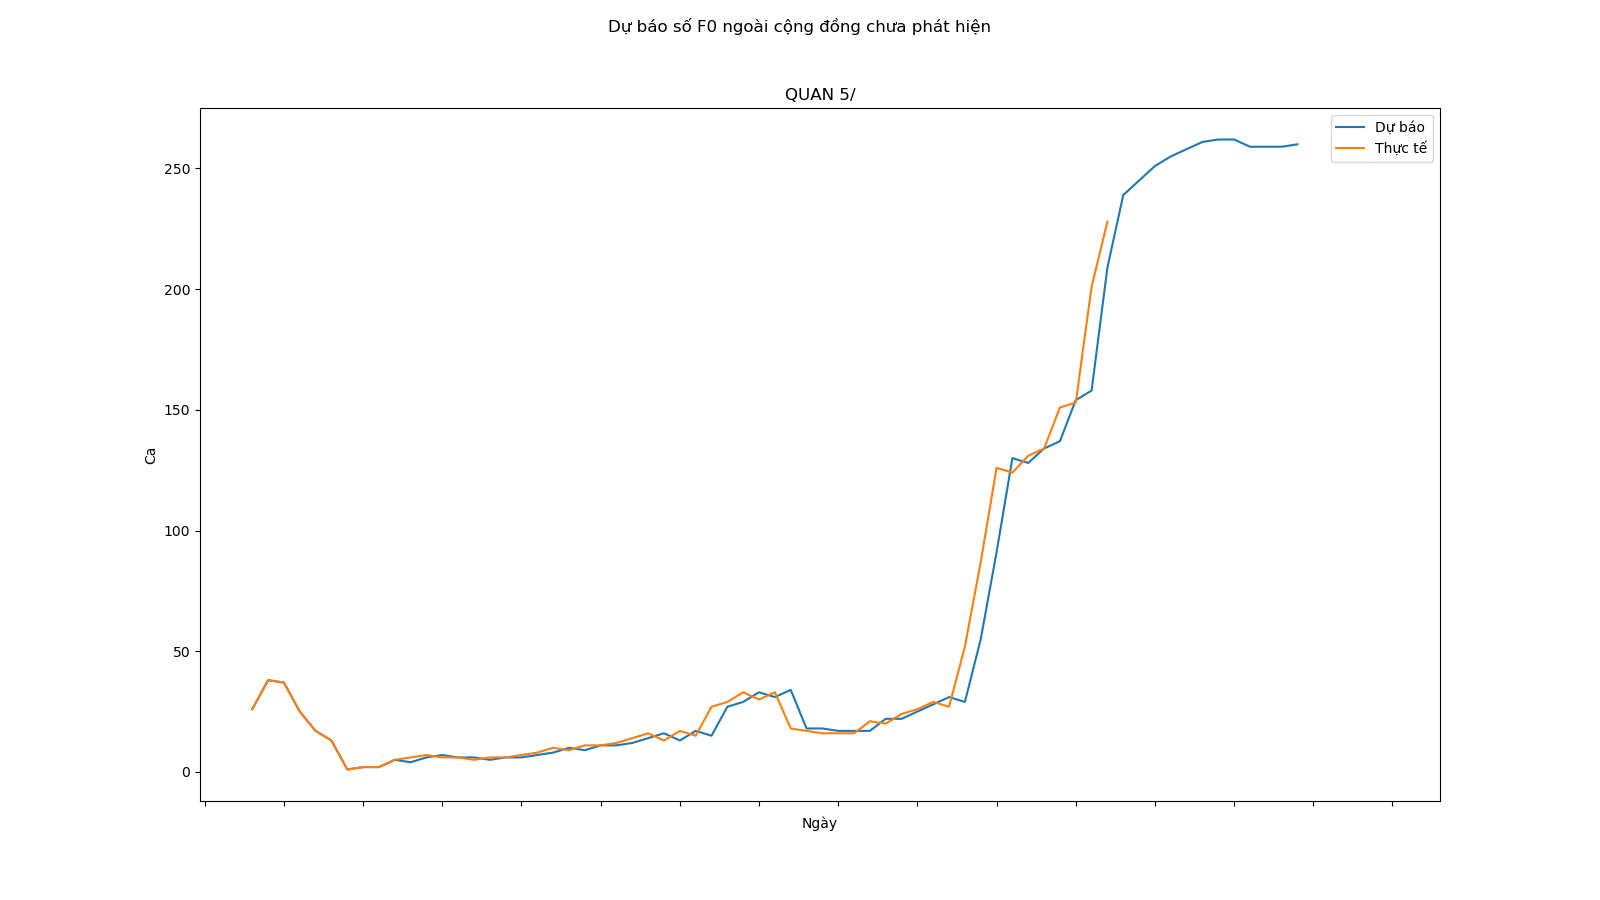 Dự báo số F0 ngoài cộng đồng chưa phát hiện
QUAN 5/
Dự báo
Thực tế
250
200
150
100
50
0
Ca
Ngày